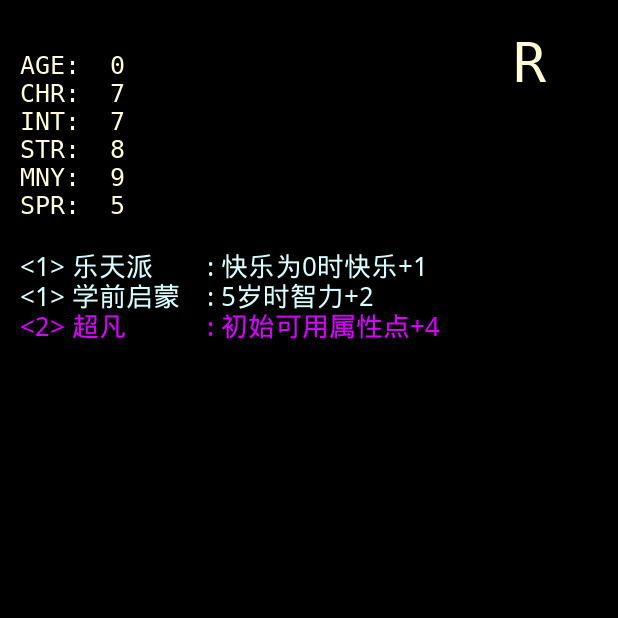 R
AGE: 0
CHR: 7
INT: 7
STR: 8
MNY: 9
SPR: 5
<1> 乐天派 : 快乐为0时快乐+1
<1> 学前启蒙 : 5岁时智力+2
<2> 超凡 : 初始可用属性点+4